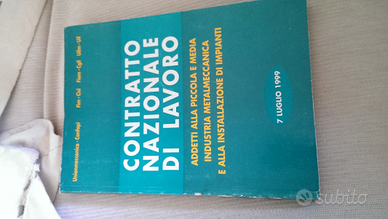 Unionmeccanica - Confapi Fim - Cisl Fiom - Cgil Uilm - Uil
CONTRATTO
NAZIONALE
DI LAVORO
ADDETTI ALLA PICCOLA E MEDIA
INDUSTRIA METALMECCANICA
E ALLA INSTALLAZIONE DI IMPIANTI
7 LUGLIO 1999
subito